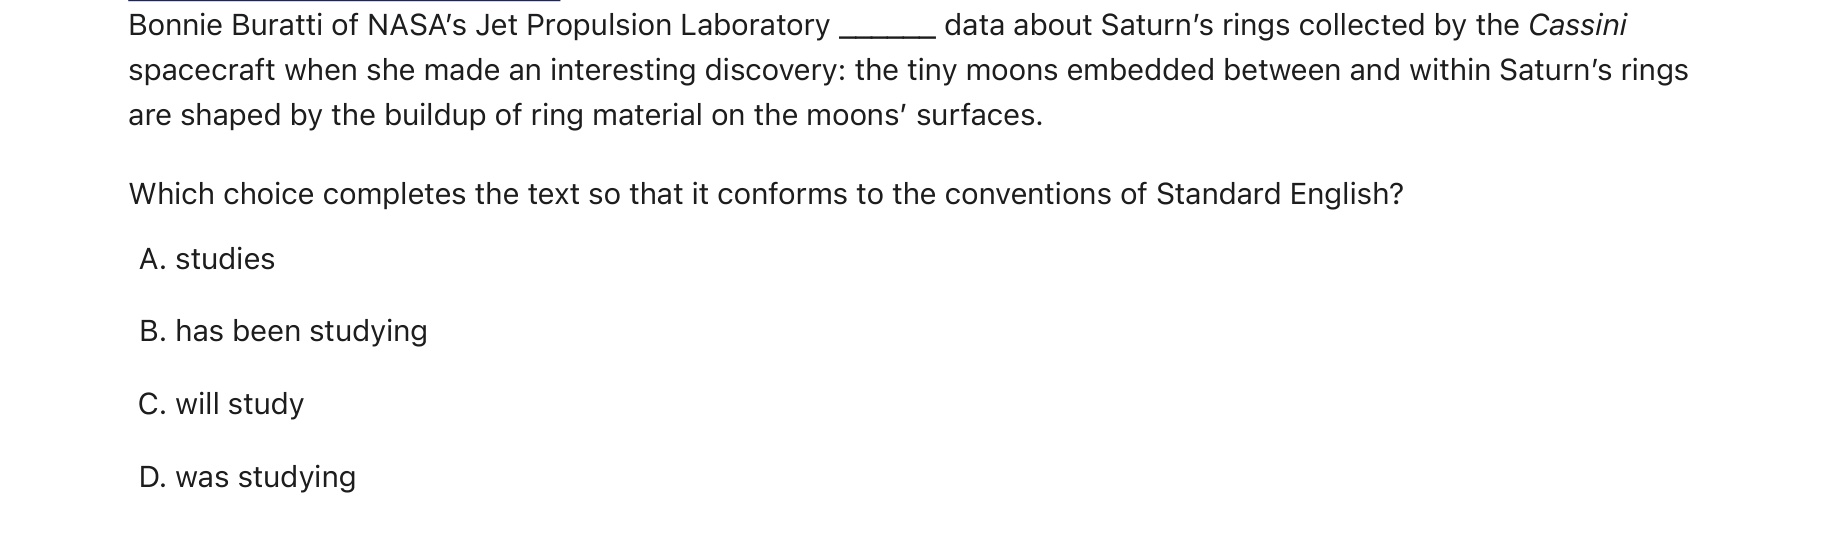 Bonnie Buratti of NASA’s Jet Propulsion Laboratory ______ data about Saturn’s rings collected by the Cassini
spacecraft when she made an interesting discovery: the tiny moons embedded between and within Saturn’s rings
are shaped by the buildup of ring material on the moons’ surfaces.
Which choice completes the text so that it conforms to the conventions of Standard English?
A. studies
B. has been studying
C. will study
D. was studying